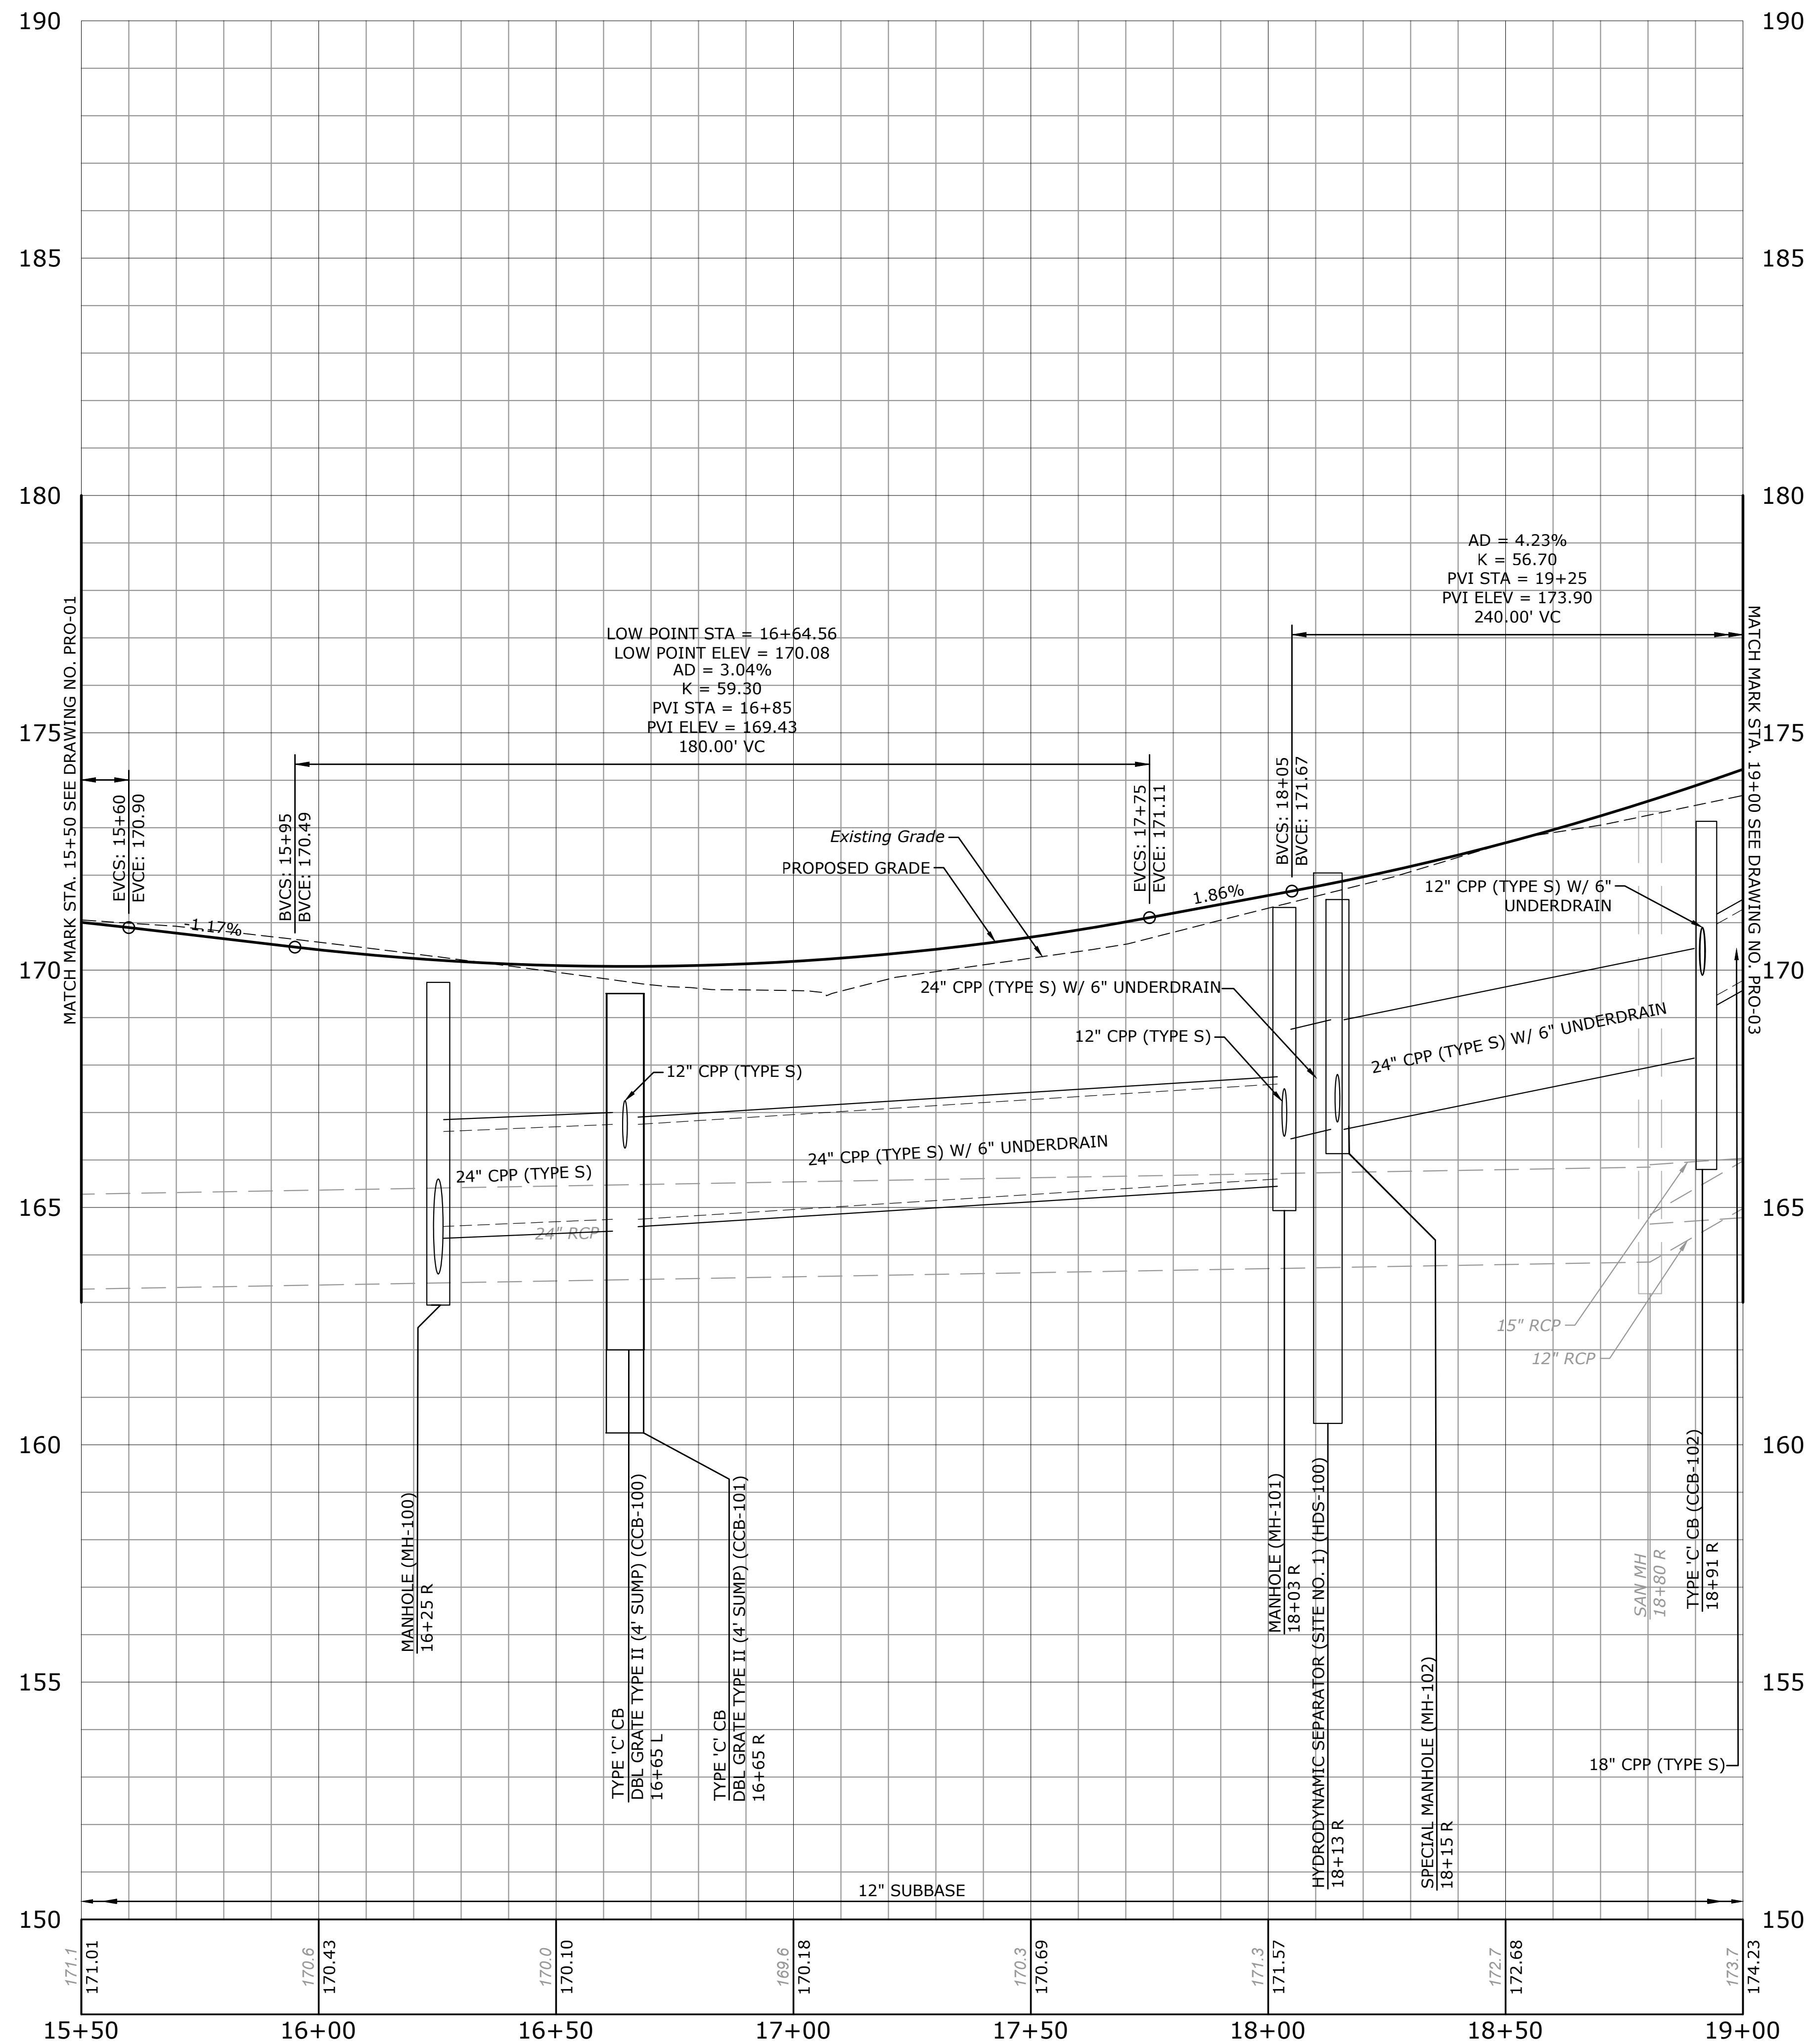 190
190
185
185
180
180
175
175
170
170
165
165
160
160
155
155
150
150
MATCH MARK STA. 15+50 SEE DRAWING NO. PRO-01
MATCH MARK STA. 19+00 SEE DRAWING NO. PRO-03
EVCS: 15+60
EVCE: 170.90
-1.17%
BVCS: 15+95
BVCE: 170.49
LOW POINT STA = 16+64.56
LOW POINT ELEV = 170.08
AD = 3.04%
K = 59.30
PVI STA = 16+85
PVI ELEV = 169.43
180.00' VC
Existing Grade
PROPOSED GRADE
EVCS: 17+75
EVCE: 171.11
1.86%
BVCS: 18+05
BVCE: 171.67
AD = 4.23%
K = 56.70
PVI STA = 19+25
PVI ELEV = 173.90
240.00' VC
12" CPP (TYPE S) W/ 6"
UNDERDRAIN
24" CPP (TYPE S) W/ 6" UNDERDRAIN
12" CPP (TYPE S)
24" CPP (TYPE S) W/ 6" UNDERDRAIN
12" CPP (TYPE S)
24" CPP (TYPE S) W/ 6" UNDERDRAIN
24" CPP (TYPE S)
24" RCP
15" RCP
12" RCP
MANHOLE (MH-100)
16+25 R
TYPE 'C' CB
DBL GRATE TYPE II (4' SUMP) (CCB-100)
16+65 L
TYPE 'C' CB
DBL GRATE TYPE II (4' SUMP) (CCB-101)
16+65 R
MANHOLE (MH-101)
18+03 R
HYDRODYNAMIC SEPARATOR (SITE NO. 1) (HDS-100)
18+13 R
SPECIAL MANHOLE (MH-102)
18+15 R
SAN MH
18+80 R
TYPE 'C' CB (CCB-102)
18+91 R
18" CPP (TYPE S)
12" SUBBASE
171.1
171.01
170.6
170.43
170.0
170.10
169.6
170.18
170.3
170.69
171.3
171.57
172.7
172.68
173.7
174.23
15+50
16+00
16+50
17+00
17+50
18+00
18+50
19+00